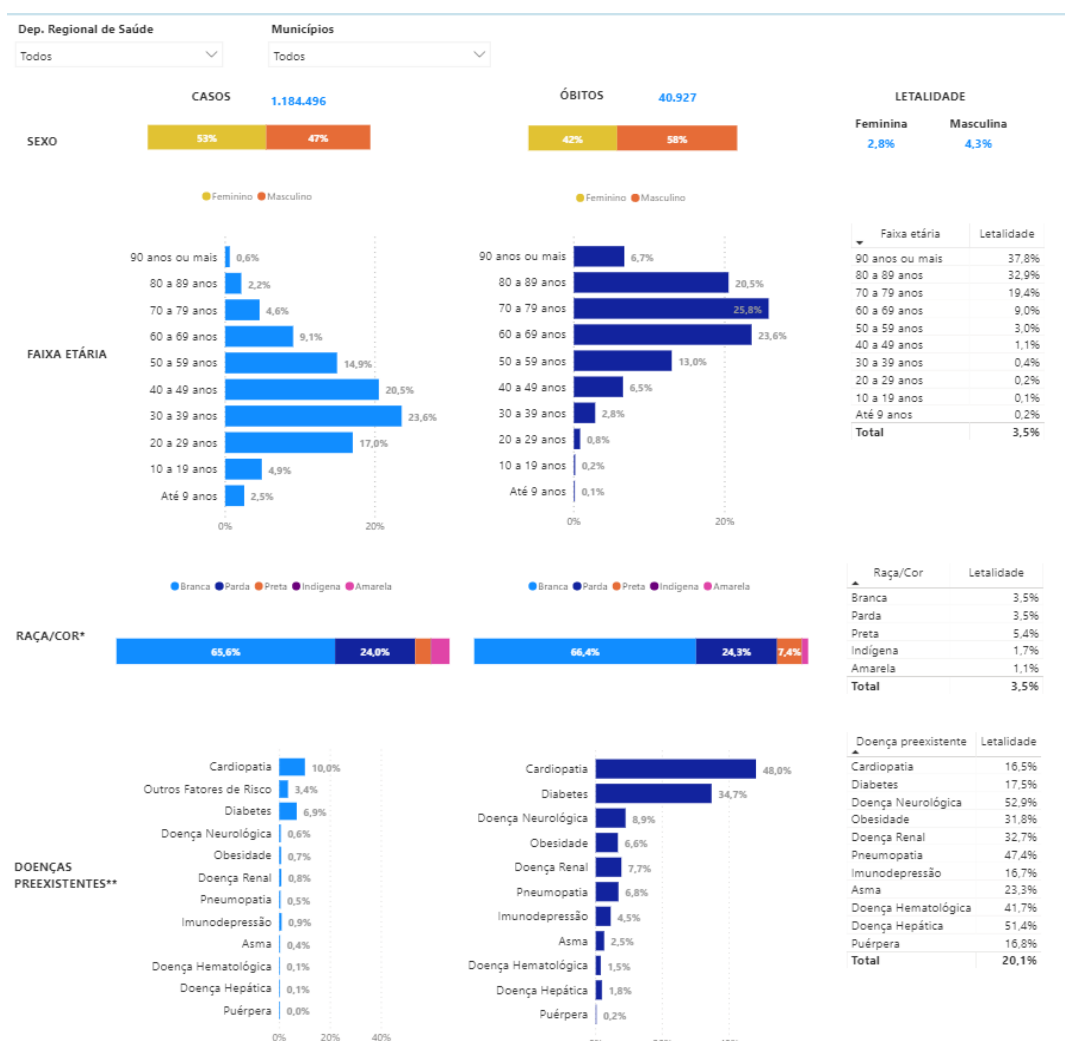 Dep. Regional de Saúde
Municípios
Todos
Todos
CASOS 1.184.496
ÓBITOS 40.927
LETALIDADE
SEXO
53% 47%
42% 58%
Feminina Masculina
2,8% 4,3%
Feminino Masculino
Feminino Masculino
FAIXA ETÁRIA
90 anos ou mais 0,6%
80 a 89 anos 2,2%
70 a 79 anos 4,6%
60 a 69 anos 9,1%
50 a 59 anos 14,9%
40 a 49 anos 20,5%
30 a 39 anos 23,6%
20 a 29 anos 17,0%
10 a 19 anos 4,9%
Até 9 anos 2,5%
0% 20%
90 anos ou mais 6,7%
80 a 89 anos 20,5%
70 a 79 anos 25,8%
60 a 69 anos 23,6%
50 a 59 anos 13,0%
40 a 49 anos 6,5%
30 a 39 anos 2,8%
20 a 29 anos 0,8%
10 a 19 anos 0,2%
Até 9 anos 0,1%
0% 20%
Faixa etária Letalidade
90 anos ou mais 37,8%
80 a 89 anos 32,9%
70 a 79 anos 19,4%
60 a 69 anos 9,0%
50 a 59 anos 3,0%
40 a 49 anos 1,1%
30 a 39 anos 0,4%
20 a 29 anos 0,2%
10 a 19 anos 0,1%
Até 9 anos 0,2%
Total 3,5%
RAÇA/COR*
Branca Parda Preta Indígena Amarela
65,6% 24,0%
Branca Parda Preta Indígena Amarela
66,4% 24,3% 7,4%
Raça/Cor Letalidade
Branca 3,5%
Parda 3,5%
Preta 5,4%
Indígena 1,7%
Amarela 1,1%
Total 3,5%
DOENÇAS
PREEXISTENTES**
Cardiopatia 10,0%
Outros Fatores de Risco 3,4%
Diabetes 6,9%
Doença Neurológica 0,6%
Obesidade 0,7%
Doença Renal 0,8%
Pneumopatia 0,5%
Imunodepressão 0,9%
Asma 0,4%
Doença Hematológica 0,1%
Doença Hepática 0,1%
Puérpera 0,0%
0% 20% 40%
Cardiopatia 48,0%
Diabetes 34,7%
Doença Neurológica 8,9%
Obesidade 6,6%
Doença Renal 7,7%
Pneumopatia 6,8%
Imunodepressão 4,5%
Asma 2,5%
Doença Hematológica 1,5%
Doença Hepática 1,8%
Puérpera 0,2%
Doença preexistente Letalidade
Cardiopatia 16,5%
Diabetes 17,5%
Doença Neurológica 52,9%
Obesidade 31,8%
Doença Renal 32,7%
Pneumopatia 47,4%
Imunodepressão 16,7%
Asma 23,3%
Doença Hematológica 41,7%
Doença Hepática 51,4%
Puérpera 16,8%
Total 20,1%